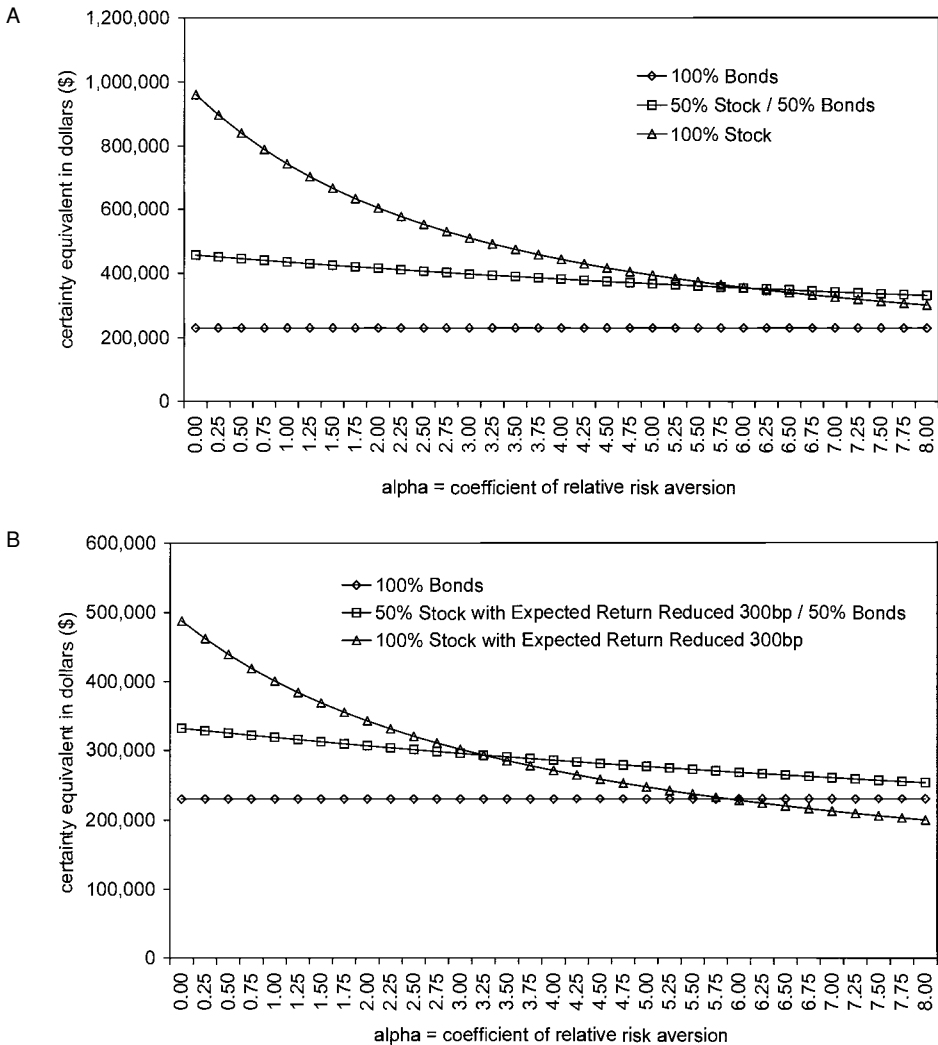 A
1,200,000
1,000,000
800,000
600,000
400,000
200,000
0
certainty equivalent in dollars ($)
100% Bonds
50% Stock / 50% Bonds
100% Stock
0.00 0.25 0.50 0.75 1.00 1.25 1.50 1.75 2.00 2.25 2.50 2.75 3.00 3.25 3.50 3.75 4.00 4.25 4.50 4.75 5.00 5.25 5.50 5.75 6.00 6.25 6.50 6.75 7.00 7.25 7.50 7.75 8.00
alpha = coefficient of relative risk aversion
B
600,000
500,000
400,000
300,000
200,000
100,000
0
certainty equivalent in dollars ($)
100% Bonds
50% Stock with Expected Return Reduced 300bp / 50% Bonds
100% Stock with Expected Return Reduced 300bp
0.00 0.25 0.50 0.75 1.00 1.25 1.50 1.75 2.00 2.25 2.50 2.75 3.00 3.25 3.50 3.75 4.00 4.25 4.50 4.75 5.00 5.25 5.50 5.75 6.00 6.25 6.50 6.75 7.00 7.25 7.50 7.75 8.00
alpha = coefficient of relative risk aversion